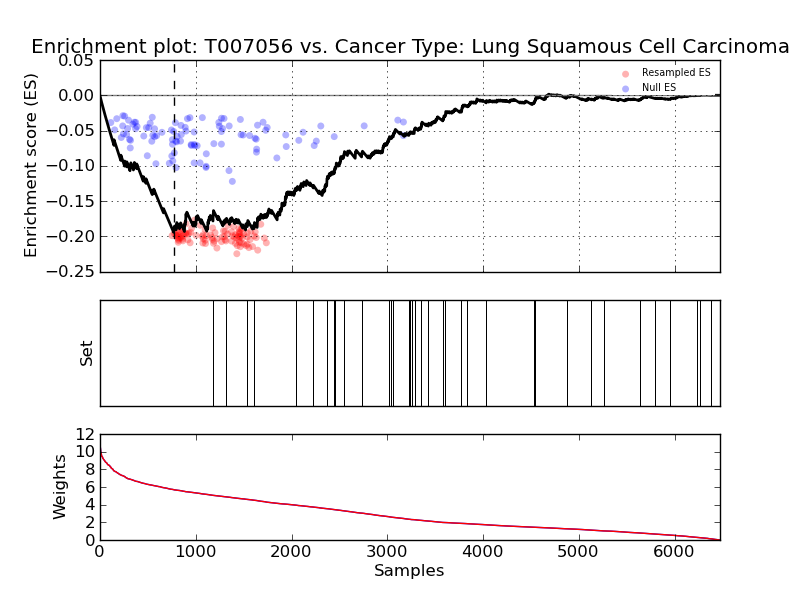 Enrichment plot: T007056 vs. Cancer Type: Lung Squamous Cell Carcinoma
Enrichment score (ES)
0.05
0.00
−0.05
−0.10
−0.15
−0.20
−0.25
Resampled ES
Null ES
Set
Weights
12
10
8
6
4
2
0
0 1000 2000 3000 4000 5000 6000
Samples